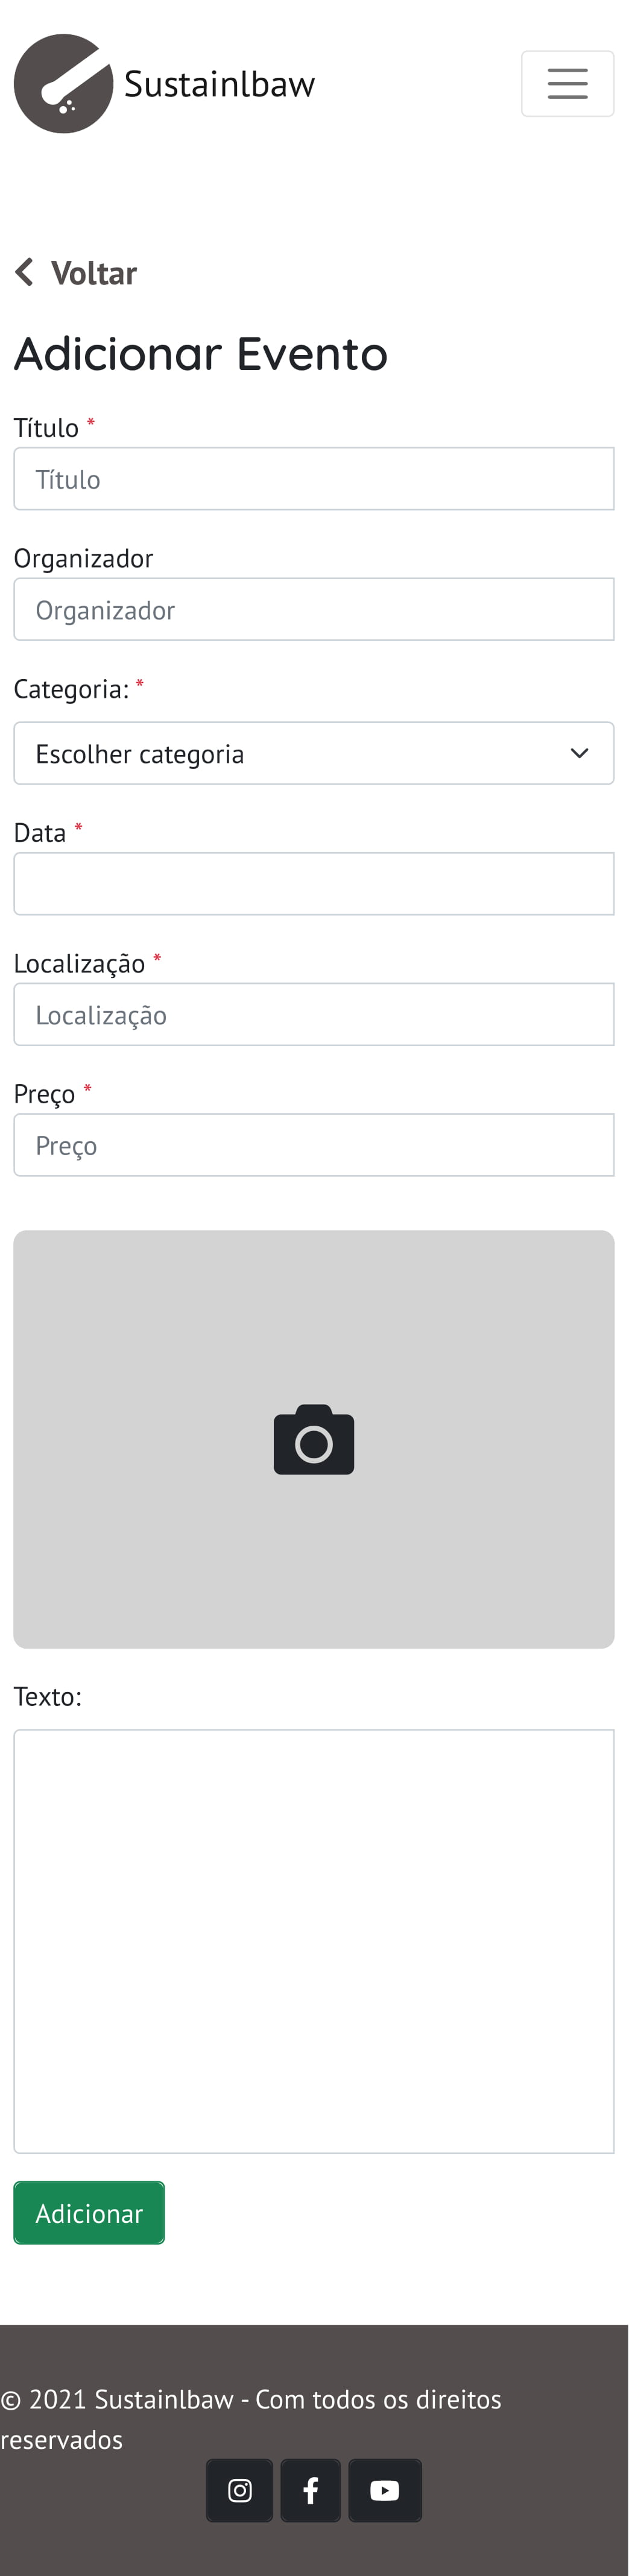 Sustainlbaw
Voltar
Adicionar Evento
Título *
Título
Organizador
Organizador
Categoria: *
Escolher categoria
Data *
Localização *
Localização
Preço *
Preço
Texto:
Adicionar
© 2021 Sustainlbaw - Com todos os direitos
reservados